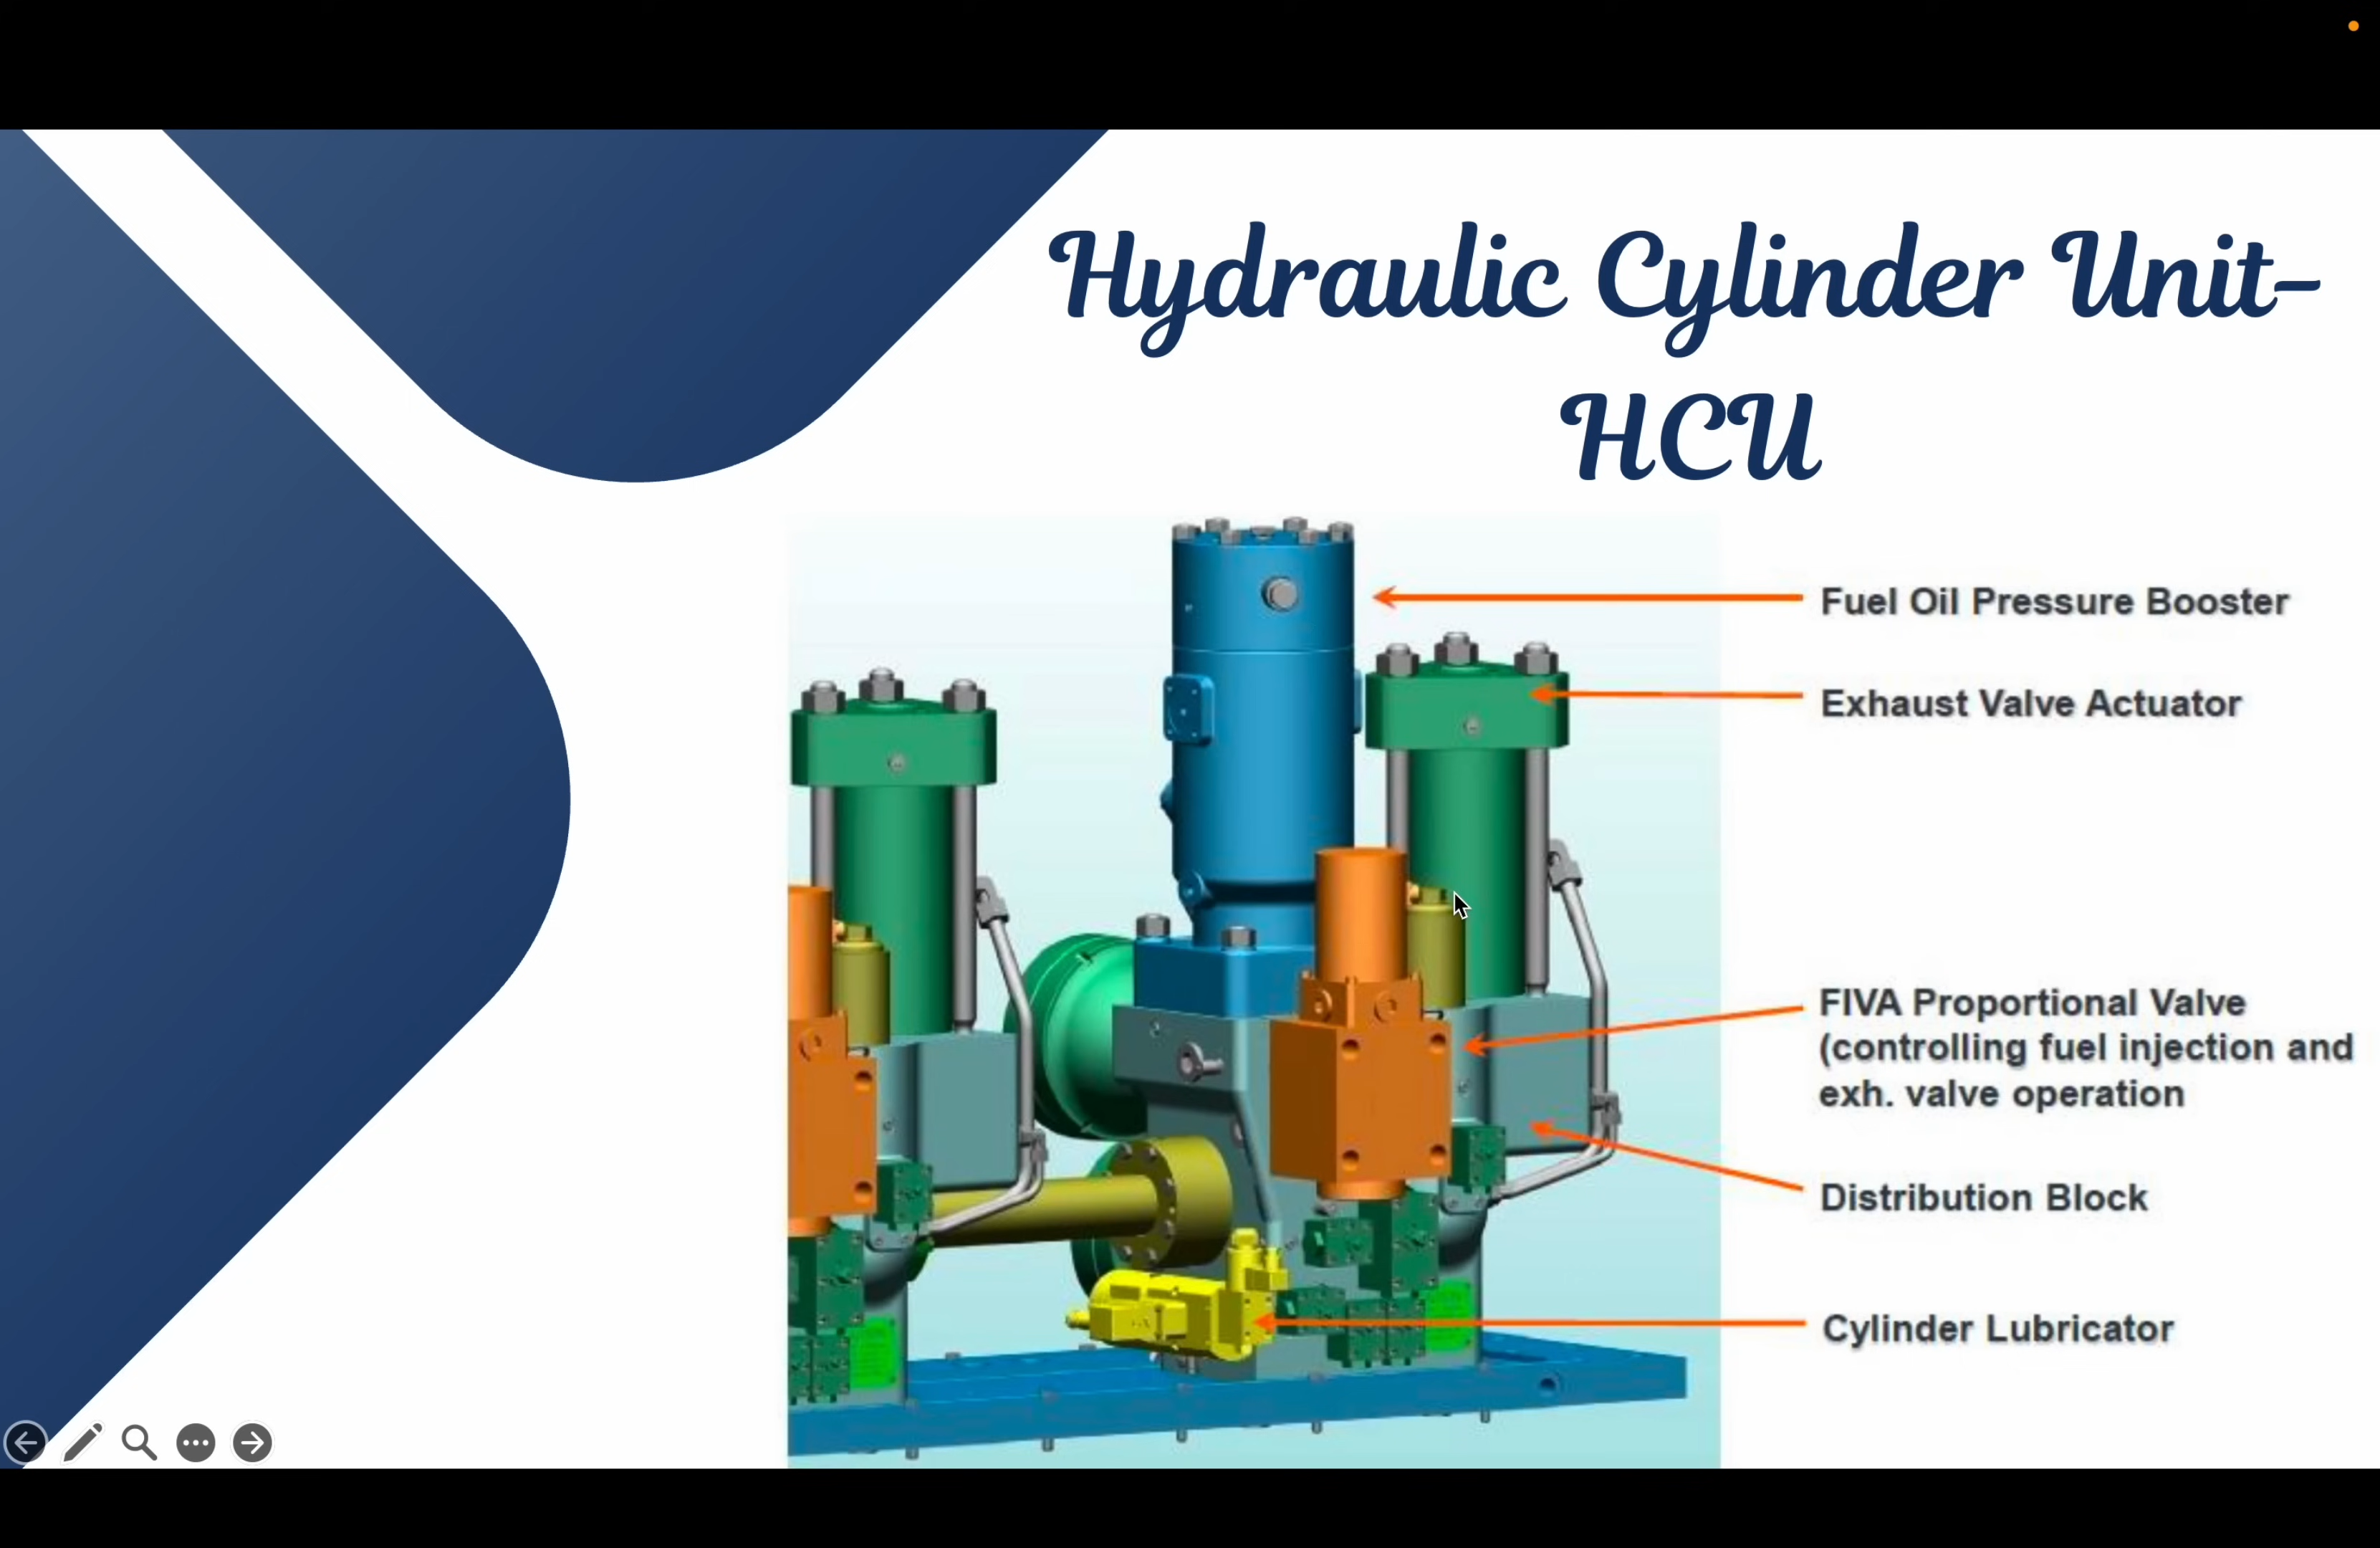 Hydraulic Cylinder Unit-
HCU
Fuel Oil Pressure Booster
Exhaust Valve Actuator
FIVA Proportional Valve
(controlling fuel injection and
exh. valve operation
Distribution Block
Cylinder Lubricator